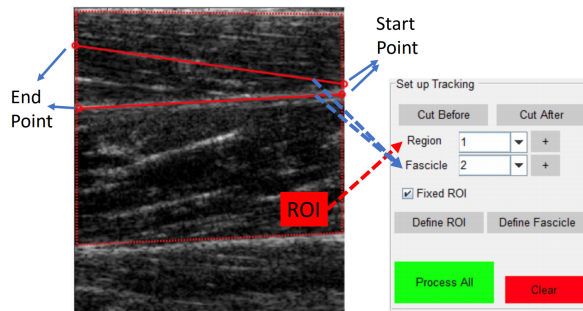 Start
Point
End
Point
ROI
Set up Tracking
Cut Before
Cut After
Region
1
+
Fascicle
2
+
Fixed ROI
Define ROI
Define Fascicle
Process All
Clear